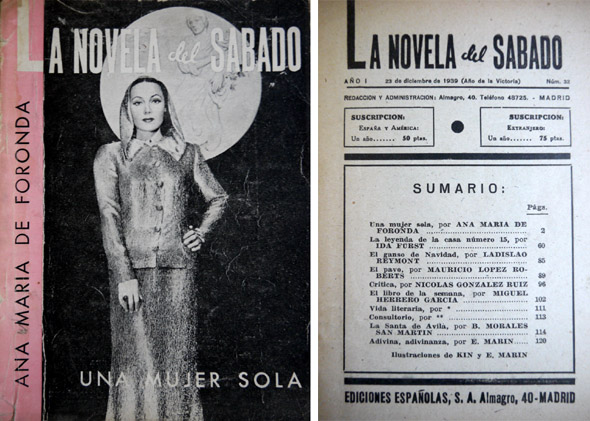 LA NOVELA del SABADO
ANA MARIA DE FORONDA
UNA MUJER SOLA
LA NOVELA del SABADO
AÑO I 23 de diciembre de 1939 (Año de la Victoria) Núm. 32
REDACCION Y ADMINISTRACION: Almagro, 40. Teléfono 48725. - MADRID
SUSCRIPCION:
ESPAÑA Y AMÉRICA:
Un año...... 50 ptas.
SUSCRIPCION:
EXTRANJERO:
Un año...... 75 ptas.
SUMARIO:
Págs.
Una mujer sola, por ANA MARIA DE
FORONDA 2
La leyenda de la casa número 15, por
IDA FURST 60
El ganso de Navidad, por LADISLAO
REYMONT 85
El pavo, por MAURICIO LOPEZ RO-
BERTS 89
Crítica, por NICOLAS GONZALEZ RUIZ 96
El libro de la semana, por MIGUEL
HERRERO GARCIA 102
Vida literaria, por * 111
Consultorio, por ** 113
La Santa de Avila, por B. MORALES
SAN MARTIN 114
Adivina, adivinanza, por E. MARIN 120
Ilustraciones de KIN y E. MARIN
EDICIONES ESPAÑOLAS, S. A. Almagro, 40-MADRID